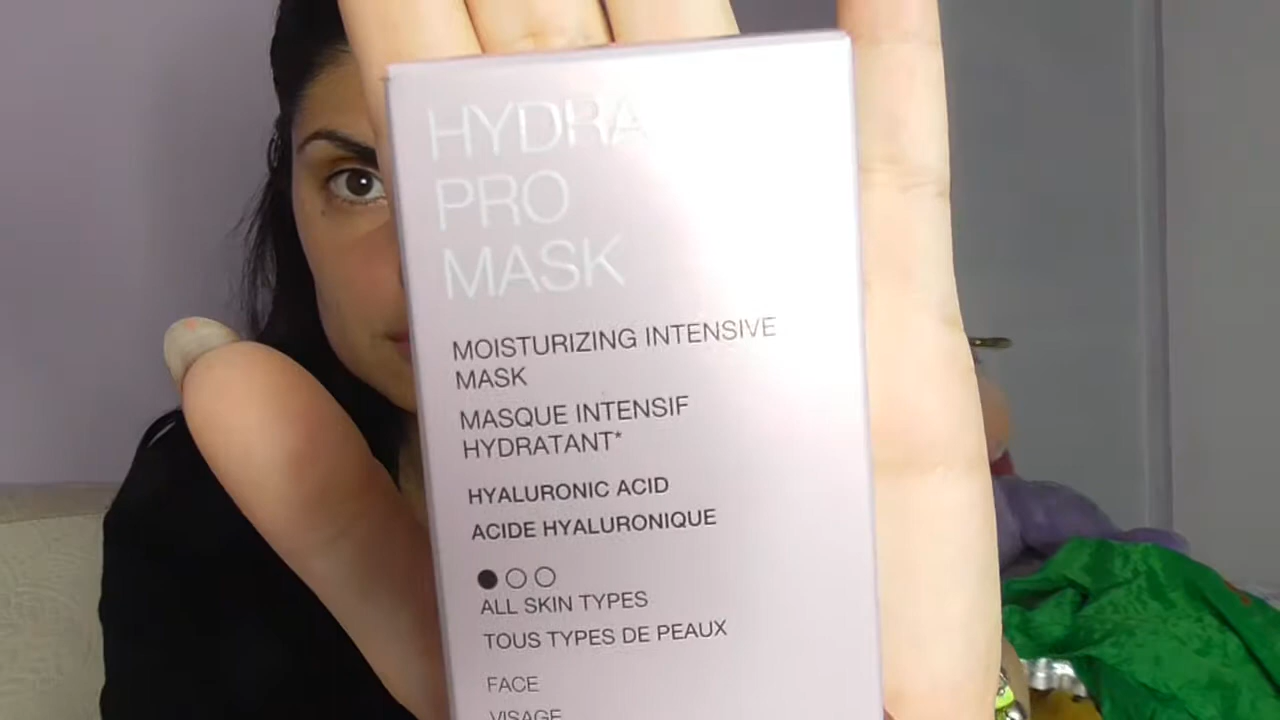 HYDRA
PRO
MASK
MOISTURIZING INTENSIVE
MASK
MASQUE INTENSIF
HYDRATANT*
HYALURONIC ACID
ACIDE HYALURONIQUE
ALL SKIN TYPES
TOUS TYPES DE PEAUX
FACE
VISAGE